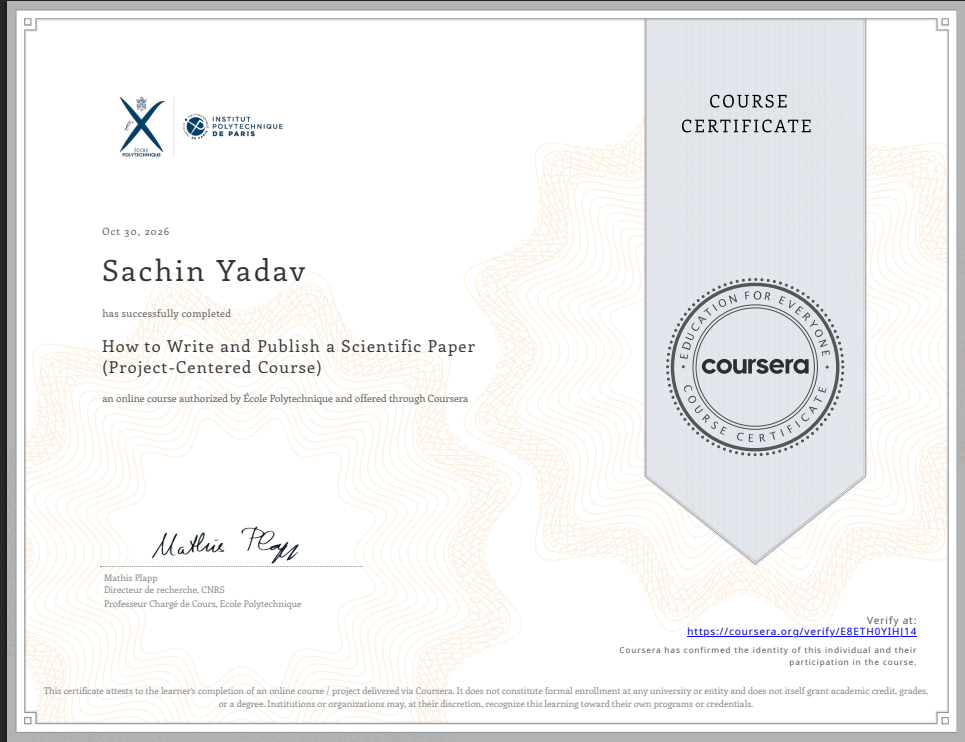 COURSE
CERTIFICATE
l'
ÉCOLE
POLYTECHNIQUE
INSTITUT
POLYTECHNIQUE
DE PARIS
Oct 30, 2026
Sachin Yadav
has successfully completed
How to Write and Publish a Scientific Paper
(Project-Centered Course)
an online course authorized by École Polytechnique and offered through Coursera
EDUCATION FOR EVERYONE
coursera
COURSE CERTIFICATE
Mathis Plapp
Mathis Plapp
Directeur de recherche, CNRS
Professeur Chargé de Cours, Ecole Polytechnique
Verify at:
https://coursera.org/verify/E8ETH0YIHJ14
Coursera has confirmed the identity of this individual and their
participation in the course.
This certificate attests to the learner's completion of an online course / project delivered via Coursera. It does not constitute formal enrollment at any university or entity and does not itself grant academic credit, grades,
or a degree. Institutions or organizations may, at their discretion, recognize this learning toward their own programs or credentials.